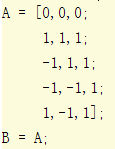 A = [0,0,0;
1,1,1;
-1,1,1;
-1,-1,1;
1,-1,1];
B = A;